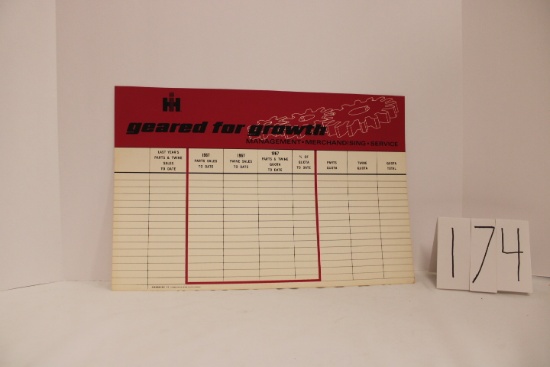 IH
geared for growth
MANAGEMENT • MERCHANDISING • SERVICE
LAST YEAR'S PARTS & TWINE SALES TO DATE
1967 PARTS SALES TO DATE
1967 TWINE SALES TO DATE
1967 PARTS & TWINE QUOTA TO DATE
% OF QUOTA TO DATE
PARTS QUOTA
TWINE QUOTA
QUOTA TOTAL
174